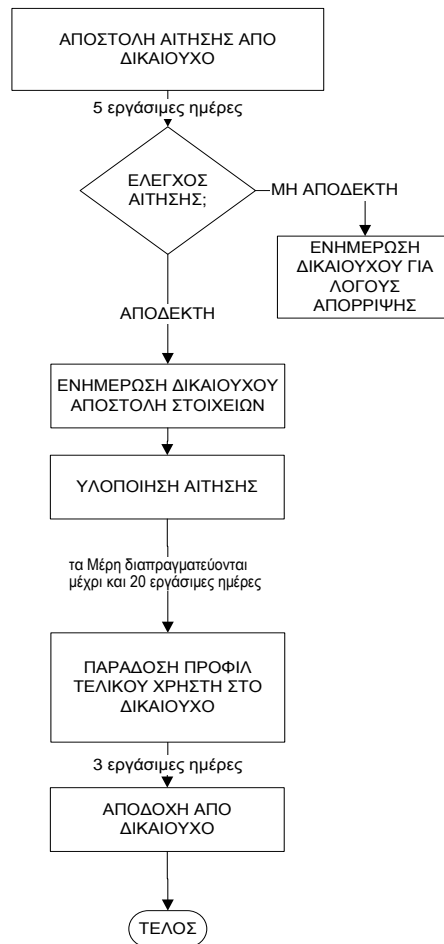 ΑΠΟΣΤΟΛΗ ΑΙΤΗΣΗΣ ΑΠΟ
ΔΙΚΑΙΟΥΧΟ
5 εργάσιμες ημέρες
ΕΛΕΓΧΟΣ
ΑΙΤΗΣΗΣ;
ΜΗ ΑΠΟΔΕΚΤΗ
ΕΝΗΜΕΡΩΣΗ
ΔΙΚΑΙΟΥΧΟΥ ΓΙΑ
ΛΟΓΟΥΣ
ΑΠΟΡΡΙΨΗΣ
ΑΠΟΔΕΚΤΗ
ΕΝΗΜΕΡΩΣΗ ΔΙΚΑΙΟΥΧΟΥ
ΑΠΟΣΤΟΛΗ ΣΤΟΙΧΕΙΩΝ
ΥΛΟΠΟΙΗΣΗ ΑΙΤΗΣΗΣ
τα Μέρη διαπραγματεύονται
μέχρι και 20 εργάσιμες ημέρες
ΠΑΡΑΔΟΣΗ ΠΡΟΦΙΛ
ΤΕΛΙΚΟΥ ΧΡΗΣΤΗ ΣΤΟ
ΔΙΚΑΙΟΥΧΟ
3 εργάσιμες ημέρες
ΑΠΟΔΟΧΗ ΑΠΟ
ΔΙΚΑΙΟΥΧΟ
ΤΕΛΟΣ